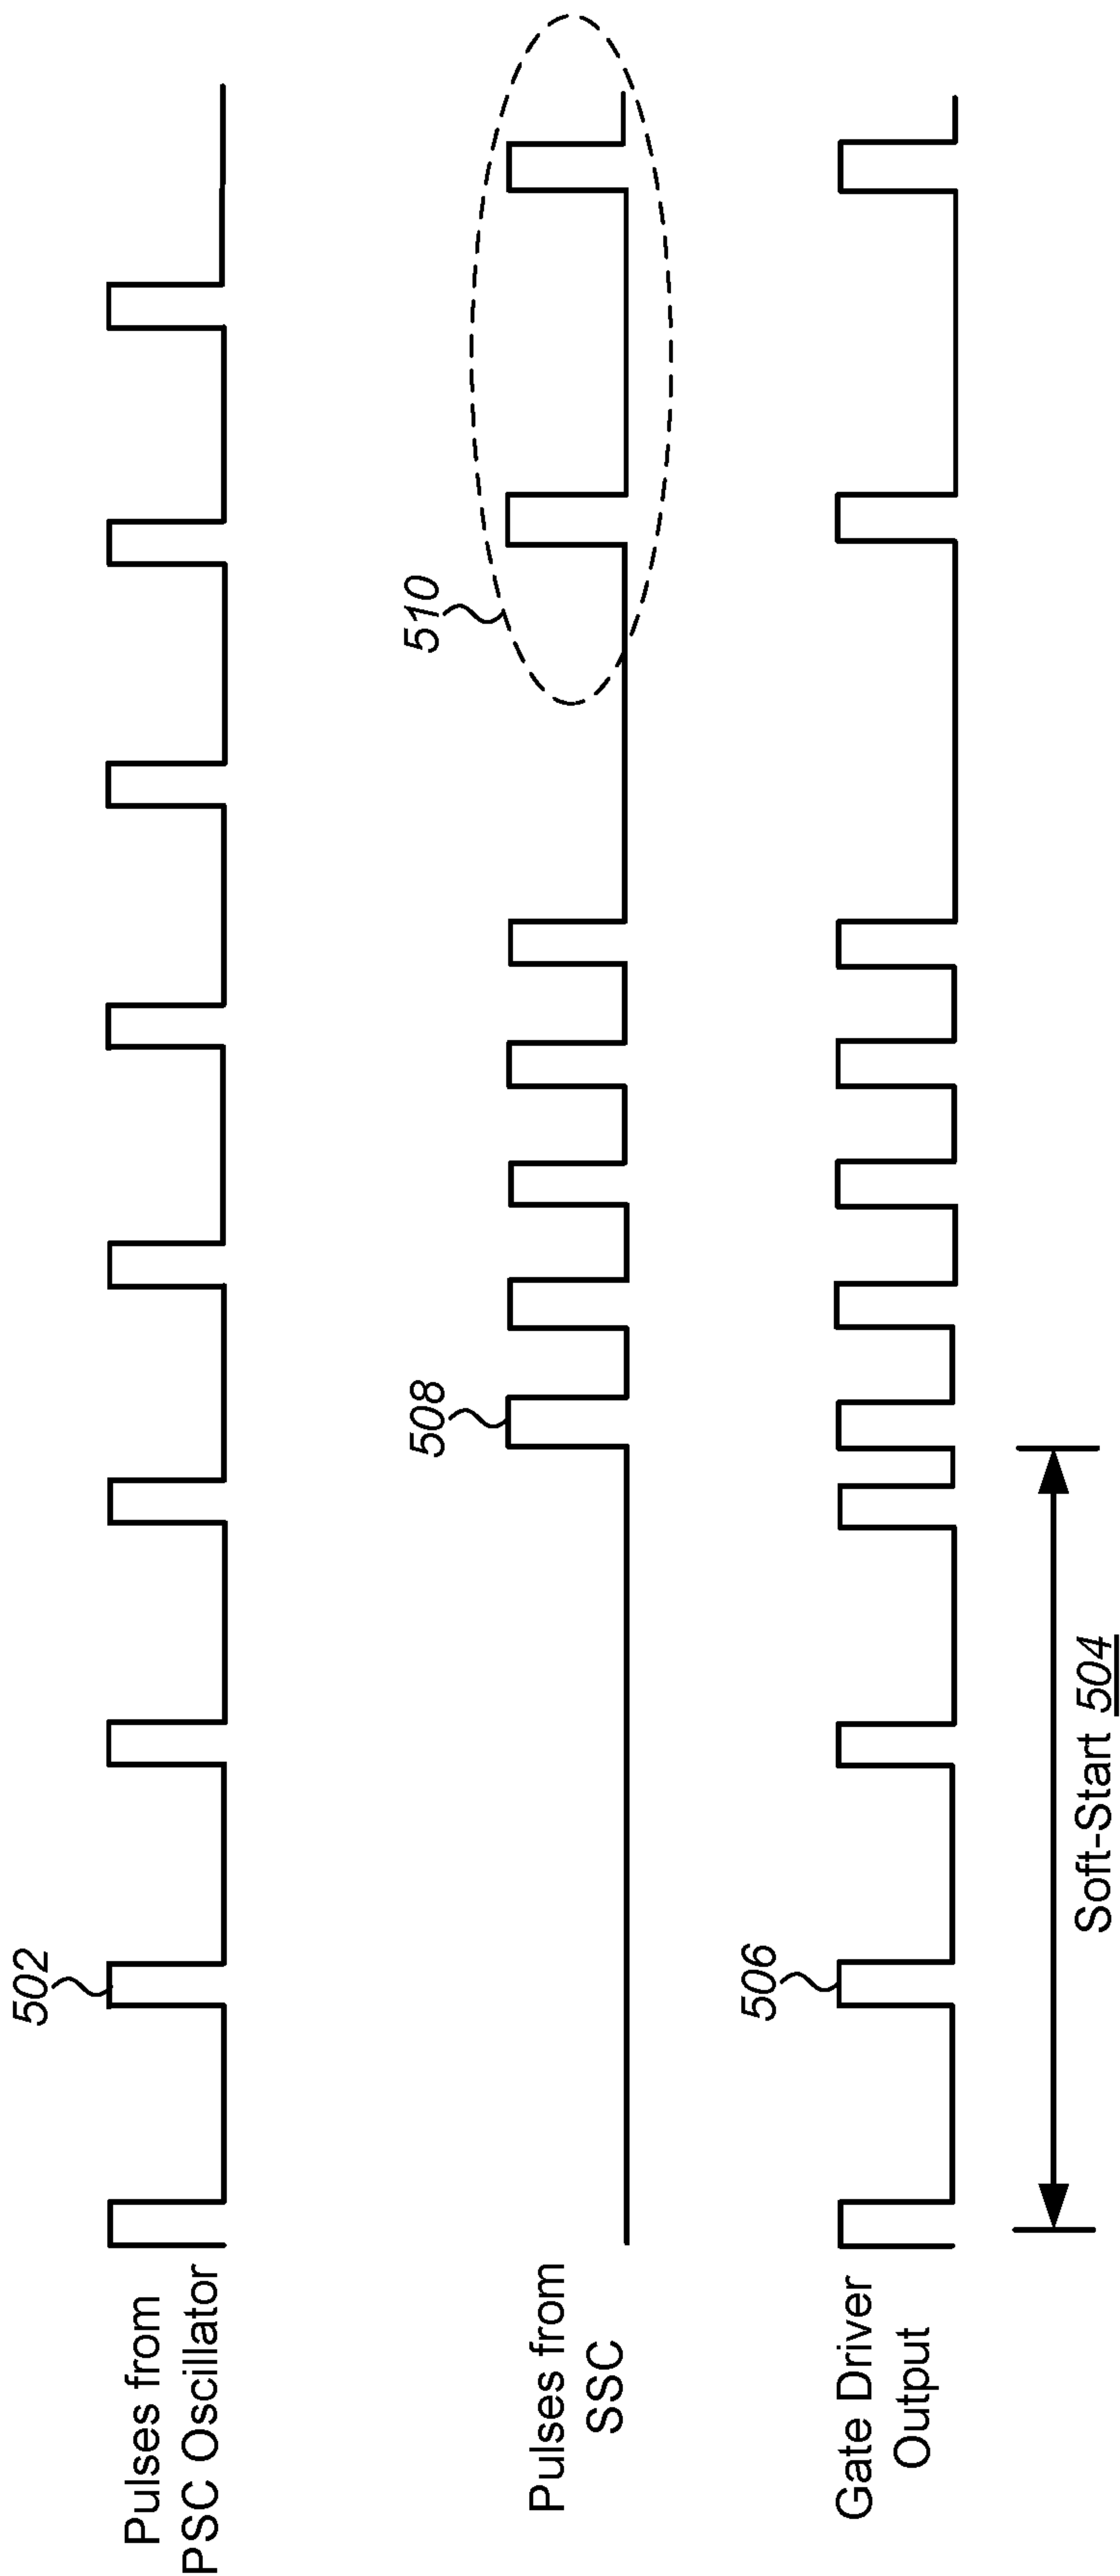 502
Pulses from
PSC Oscillator
508
510
Pulses from
SSC
506
Gate Driver
Output
Soft-Start 504